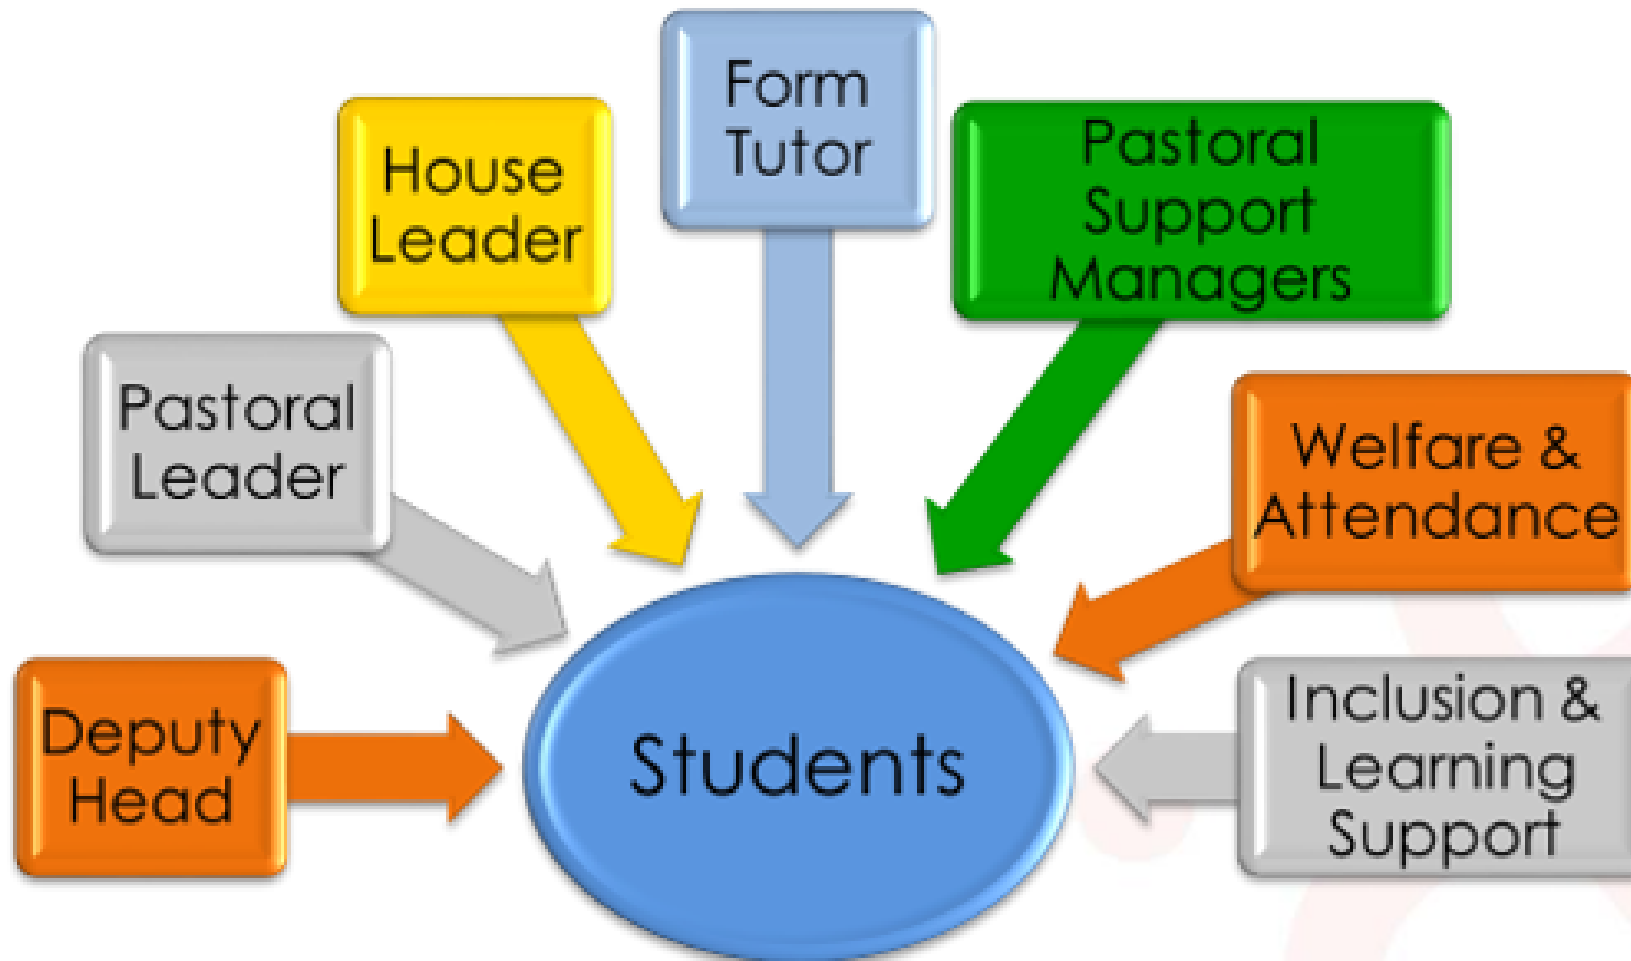 Form
Tutor
House
Leader
Pastoral
Support
Managers
Pastoral
Leader
Welfare &
Attendance
Deputy
Head
Students
Inclusion &
Learning
Support